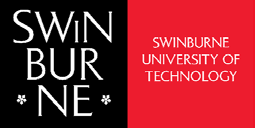 SWiN
BUR
*NE*
SWINBURNE
UNIVERSITY OF
TECHNOLOGY